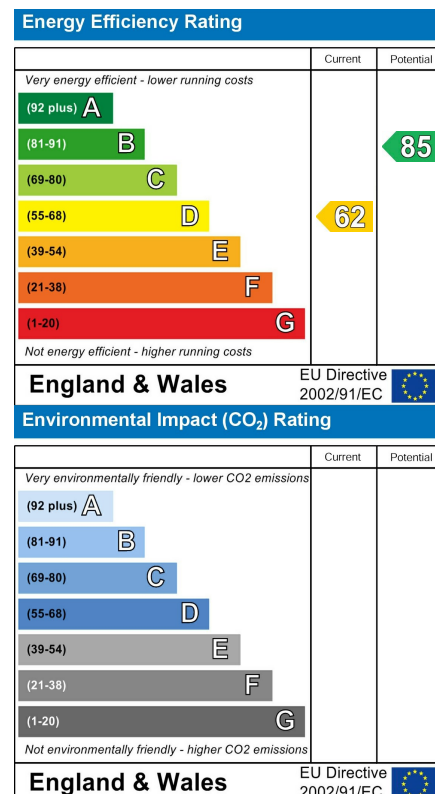 Energy Efficiency Rating
Current Potential
Very energy efficient - lower running costs
(92 plus) A
(81-91) B
85
(69-80) C
(55-68) D
62
(39-54) E
(21-38) F
(1-20) G
Not energy efficient - higher running costs
England & Wales
EU Directive
2002/91/EC
Environmental Impact (CO₂) Rating
Current Potential
Very environmentally friendly - lower CO2 emissions
(92 plus) A
(81-91) B
(69-80) C
(55-68) D
(39-54) E
(21-38) F
(1-20) G
Not environmentally friendly - higher CO2 emissions
England & Wales
EU Directive
2002/91/EC